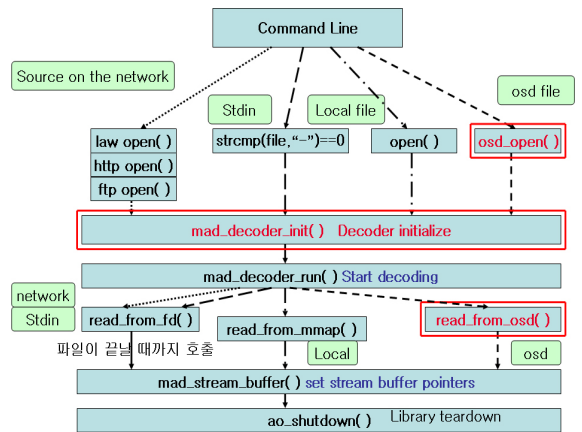 Command Line
Source on the network
Stdin
Local file
osd file
law open( )
http open( )
ftp open( )
strcmp(file,“-”)==0
open( )
osd_open( )
mad_decoder_init( ) Decoder initialize
mad_decoder_run( ) Start decoding
network
Stdin
read_from_fd( )
read_from_mmap( )
read_from_osd( )
파일이 끝날 때까지 호출
Local
osd
mad_stream_buffer( ) set stream buffer pointers
ao_shutdown( ) Library teardown